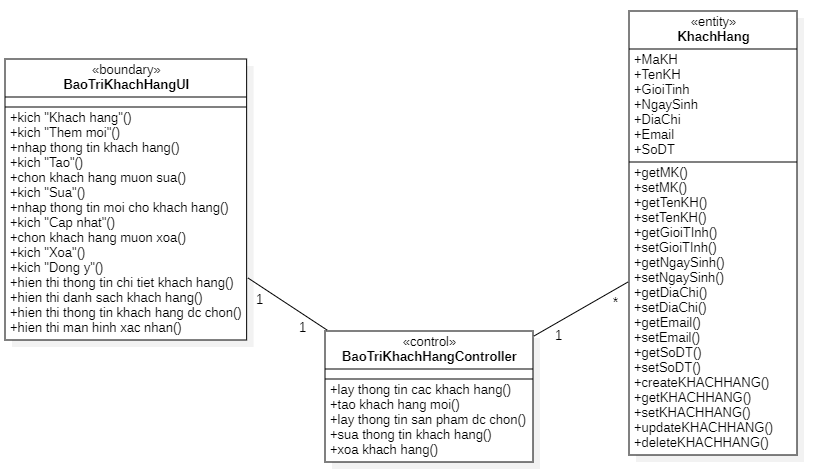 «boundary»
BaoTriKhachHangUI
+kich "Khach hang"()
+kich "Them moi"()
+nhap thong tin khach hang()
+kich "Tao"()
+chon khach hang muon sua()
+kich "Sua"()
+nhap thong tin moi cho khach hang()
+kich "Cap nhat"()
+chon khach hang muon xoa()
+kich "Xoa"()
+kich "Dong y"()
+hien thi thong tin chi tiet khach hang()
+hien thi danh sach khach hang()
+hien thi thong tin khach hang dc chon()
+hien thi man hinh xac nhan()
1
1
«control»
BaoTriKhachHangController
+lay thong tin cac khach hang()
+tao khach hang moi()
+lay thong tin san pham dc chon()
+sua thong tin khach hang()
+xoa khach hang()
1
*
«entity»
KhachHang
+MaKH
+TenKH
+GioiTinh
+NgaySinh
+DiaChi
+Email
+SoDT
+getMK()
+setMK()
+getTenKH()
+setTenKH()
+getGioiTInh()
+setGioiTInh()
+getNgaySinh()
+setNgaySinh()
+getDiaChi()
+setDiaChi()
+getEmail()
+setEmail()
+getSoDT()
+setSoDT()
+createKHACHHANG()
+getKHACHHANG()
+setKHACHHANG()
+updateKHACHHANG()
+deleteKHACHHANG()